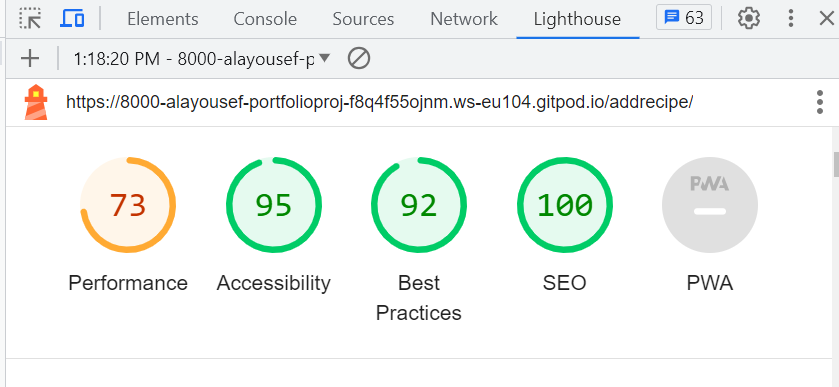 Elements Console Sources Network Lighthouse 63
1:18:20 PM - 8000-alayousef-p
https://8000-alayousef-portfolioproj-f8q4f55ojnm.ws-eu104.gitpod.io/addrecipe/
73 95 92 100 PWA
Performance Accessibility Best SEO PWA
Practices